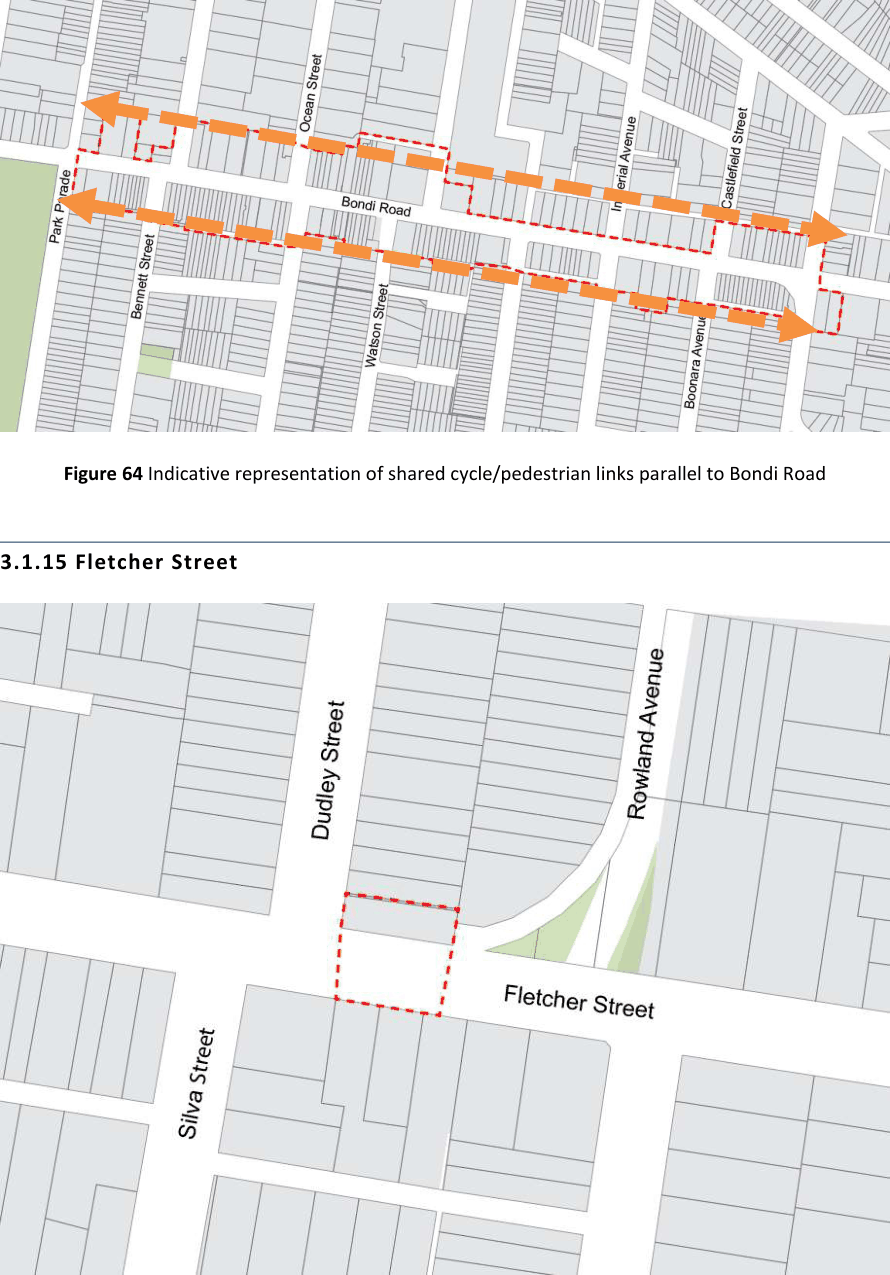 Ocean Street
Imperial Avenue
Castlefield Street
Park Parade
Bondi Road
Bennett Street
Watson Street
Boonara Avenue
Figure 64 Indicative representation of shared cycle/pedestrian links parallel to Bondi Road
3.1.15 Fletcher Street
Rowland Avenue
Dudley Street
Fletcher Street
Silva Street